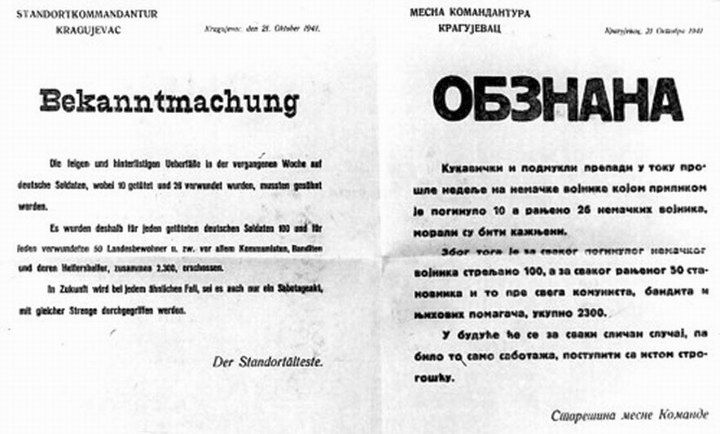 STANDORTKOMMANDANTUR
KRAGUJEVAC
Kragujevac, den 21. Oktober 1941.
Bekanntmachung
Die feigen und hinterlistigen Ueberfälle in der vergangenen Woche auf
deutsche Soldaten, wobei 10 getötet und 26 verwundet wurden, mussten gesühnt
werden.
Es wurden deshalb für jeden getöteten deutschen Soldaten 100 und für
jeden verwundeten 50 Landesbewohner u. zw. vor allem Kommunisten, Banditen
und deren Helfershelfer, zusammen 2.300, erschossen.
In Zukunft wird bei jedem ähnlichen Fall, sei es auch nur ein Sabotageakt,
mit gleicher Strenge durchgegriffen werden.
Der Standortälteste.
МЕСНА КОМАНДАНТУРА
КРАГУЈЕВАЦ
Крагујевац, 21 Октобра 1941
ОБЗНАНА
Кукавички и подмукли препади у току про-
шле недеље на немачке војнике којом приликом
је погинуло 10 а рањено 26 немачких војника,
морали су бити кажњени.
Због тога је за сваког погинулог немачког
војника стрељано 100, а за сваког рањеног 50 ста-
новника и то пре свега комуниста, бандита и
њихових помагача, укупно 2300.
У будуће ће се за сваки сличан случај, па
било то само саботажа, поступити са истом стро-
гошћу.
Старешина месне Команде